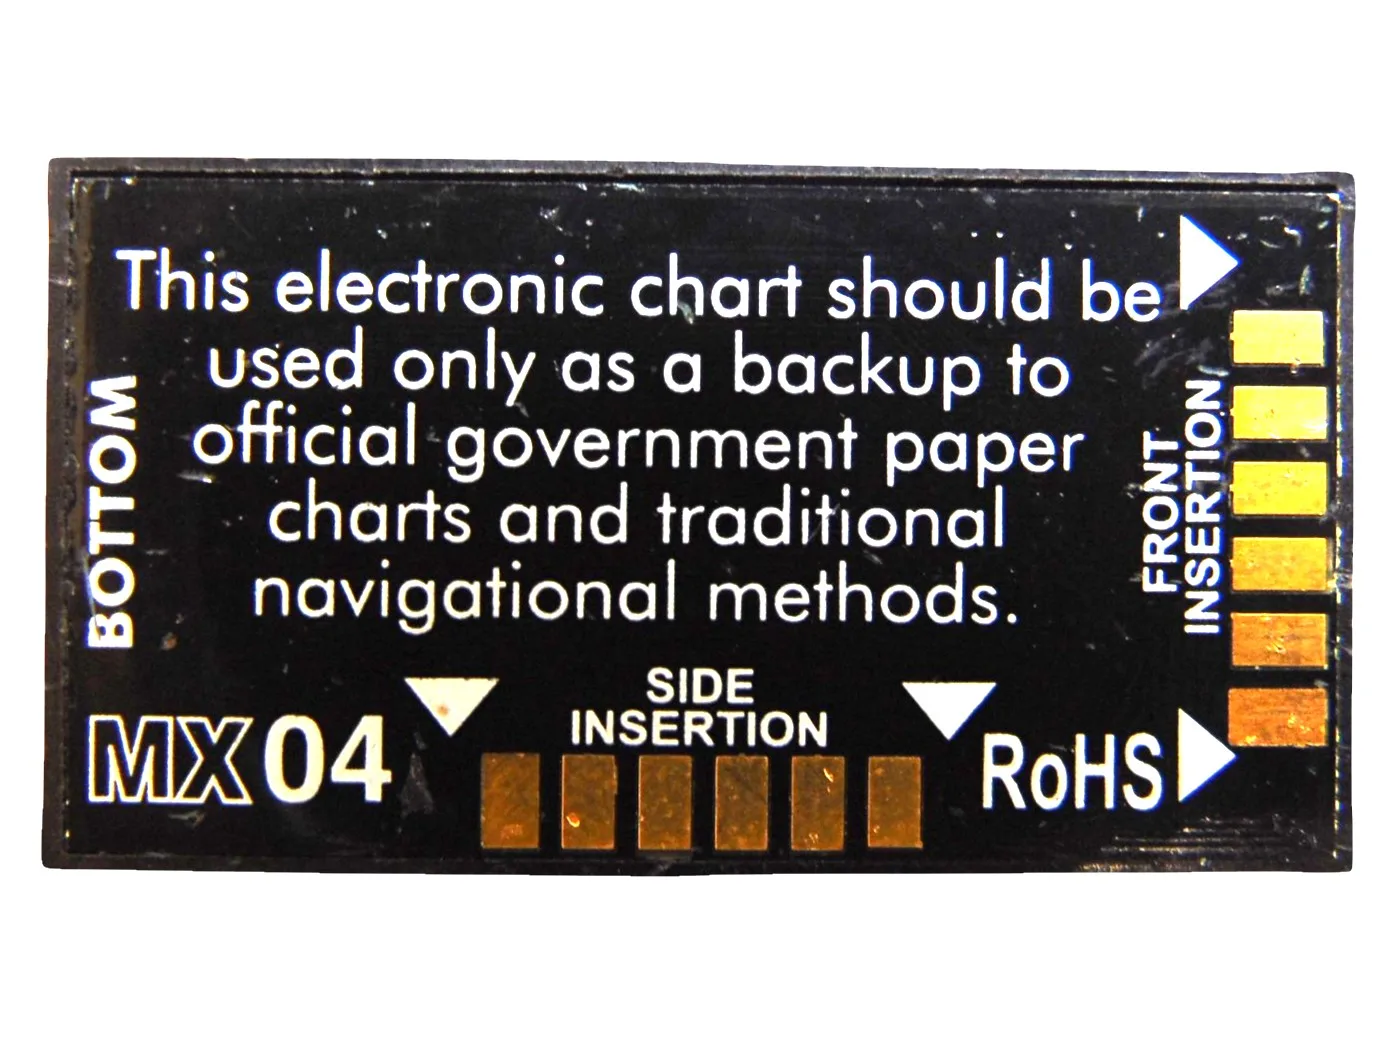 This electronic chart should be
used only as a backup to
official government paper
charts and traditional
navigational methods.
BOTTOM
FRONT
INSERTION
SIDE
INSERTION
MX04
RoHS